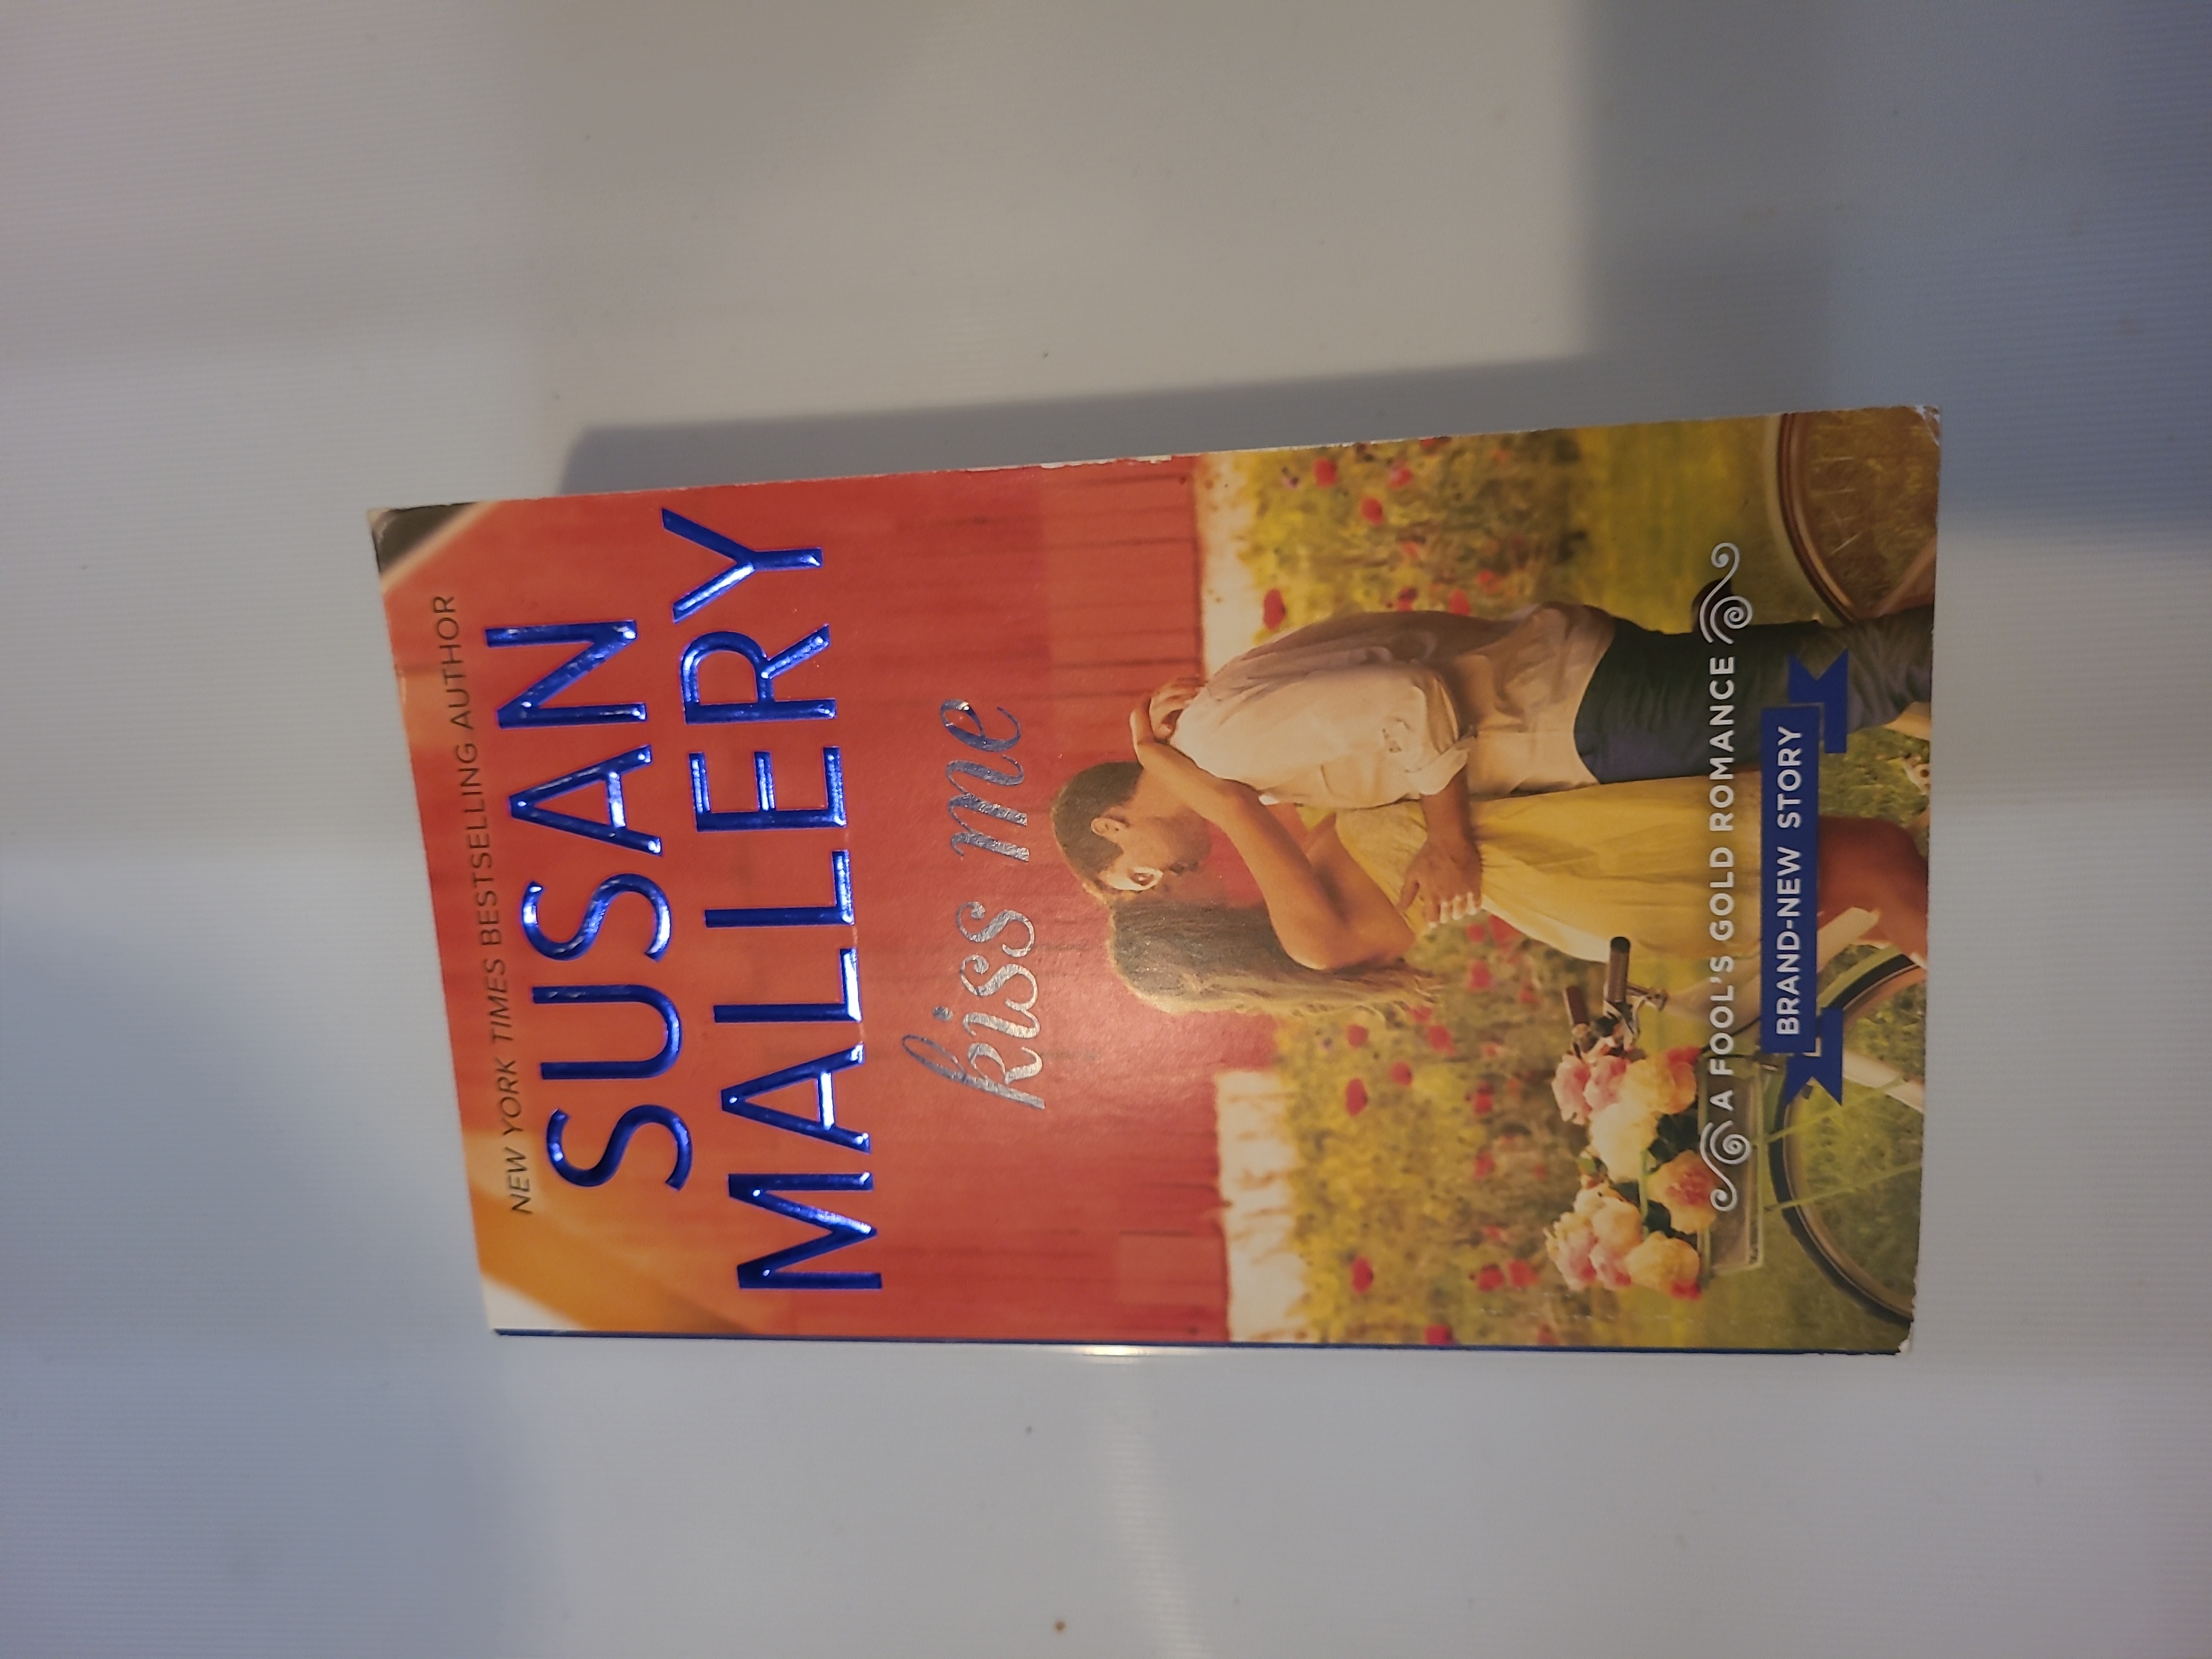 NEW YORK TIMES BESTSELLING AUTHOR
SUSAN
MALLERY
kiss me
A FOOL'S GOLD ROMANCE
BRAND-NEW STORY